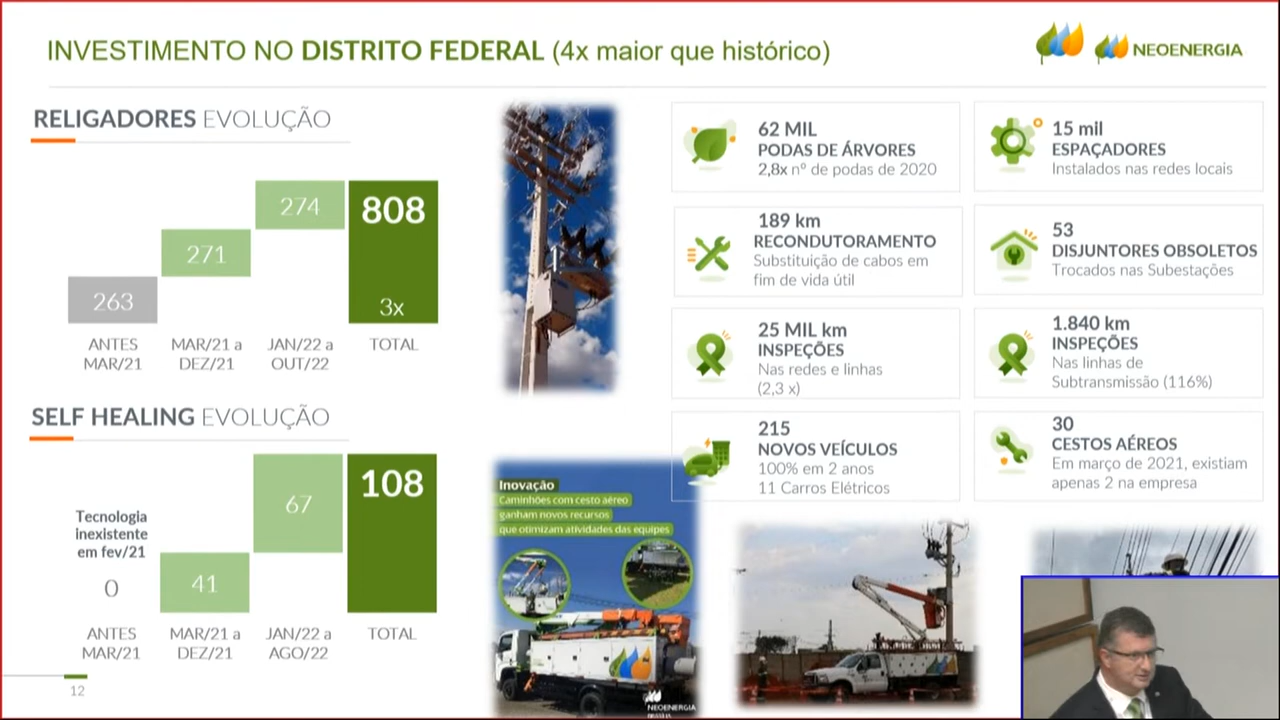 INVESTIMENTO NO DISTRITO FEDERAL (4x maior que histórico)
NEOENERGIA
RELIGADORES EVOLUÇÃO
263
271
274
808
3x
ANTES
MAR/21
MAR/21 a
DEZ/21
JAN/22 a
OUT/22
TOTAL
SELF HEALING EVOLUÇÃO
Tecnologia
inexistente
em fev/21
0
41
67
108
ANTES
MAR/21
MAR/21 a
DEZ/21
JAN/22 a
AGO/22
TOTAL
12
Inovação
Caminhões com cesto aéreo
ganham novos recursos
que otimizam atividades das equipes
NEOENERGIA
62 MIL
PODAS DE ÁRVORES
2,8x nº de podas de 2020
15 mil
ESPAÇADORES
Instalados nas redes locais
189 km
RECONDUTORAMENTO
Substituição de cabos em
fim de vida útil
53
DISJUNTORES OBSOLETOS
Trocados nas Subestações
25 MIL km
INSPEÇÕES
Nas redes e linhas
(2,3 x)
1.840 km
INSPEÇÕES
Nas linhas de
Subtransmissão (116%)
215
NOVOS VEÍCULOS
100% em 2 anos
11 Carros Elétricos
30
CESTOS AÉREOS
Em março de 2021, existiam
apenas 2 na empresa